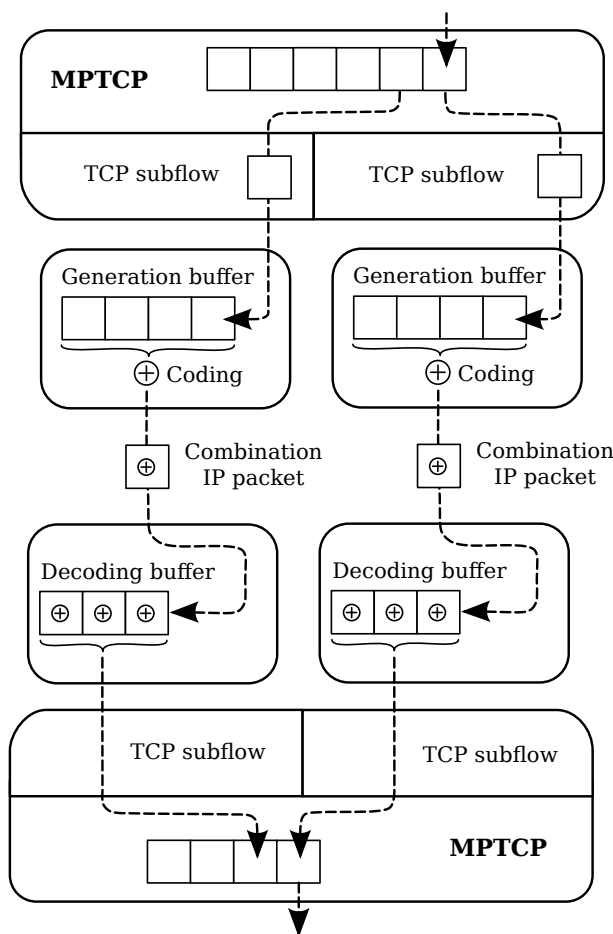 MPTCP
TCP subflow
TCP subflow
Generation buffer
Generation buffer
Coding
Coding
Combination
IP packet
Combination
IP packet
Decoding buffer
Decoding buffer
TCP subflow
TCP subflow
MPTCP